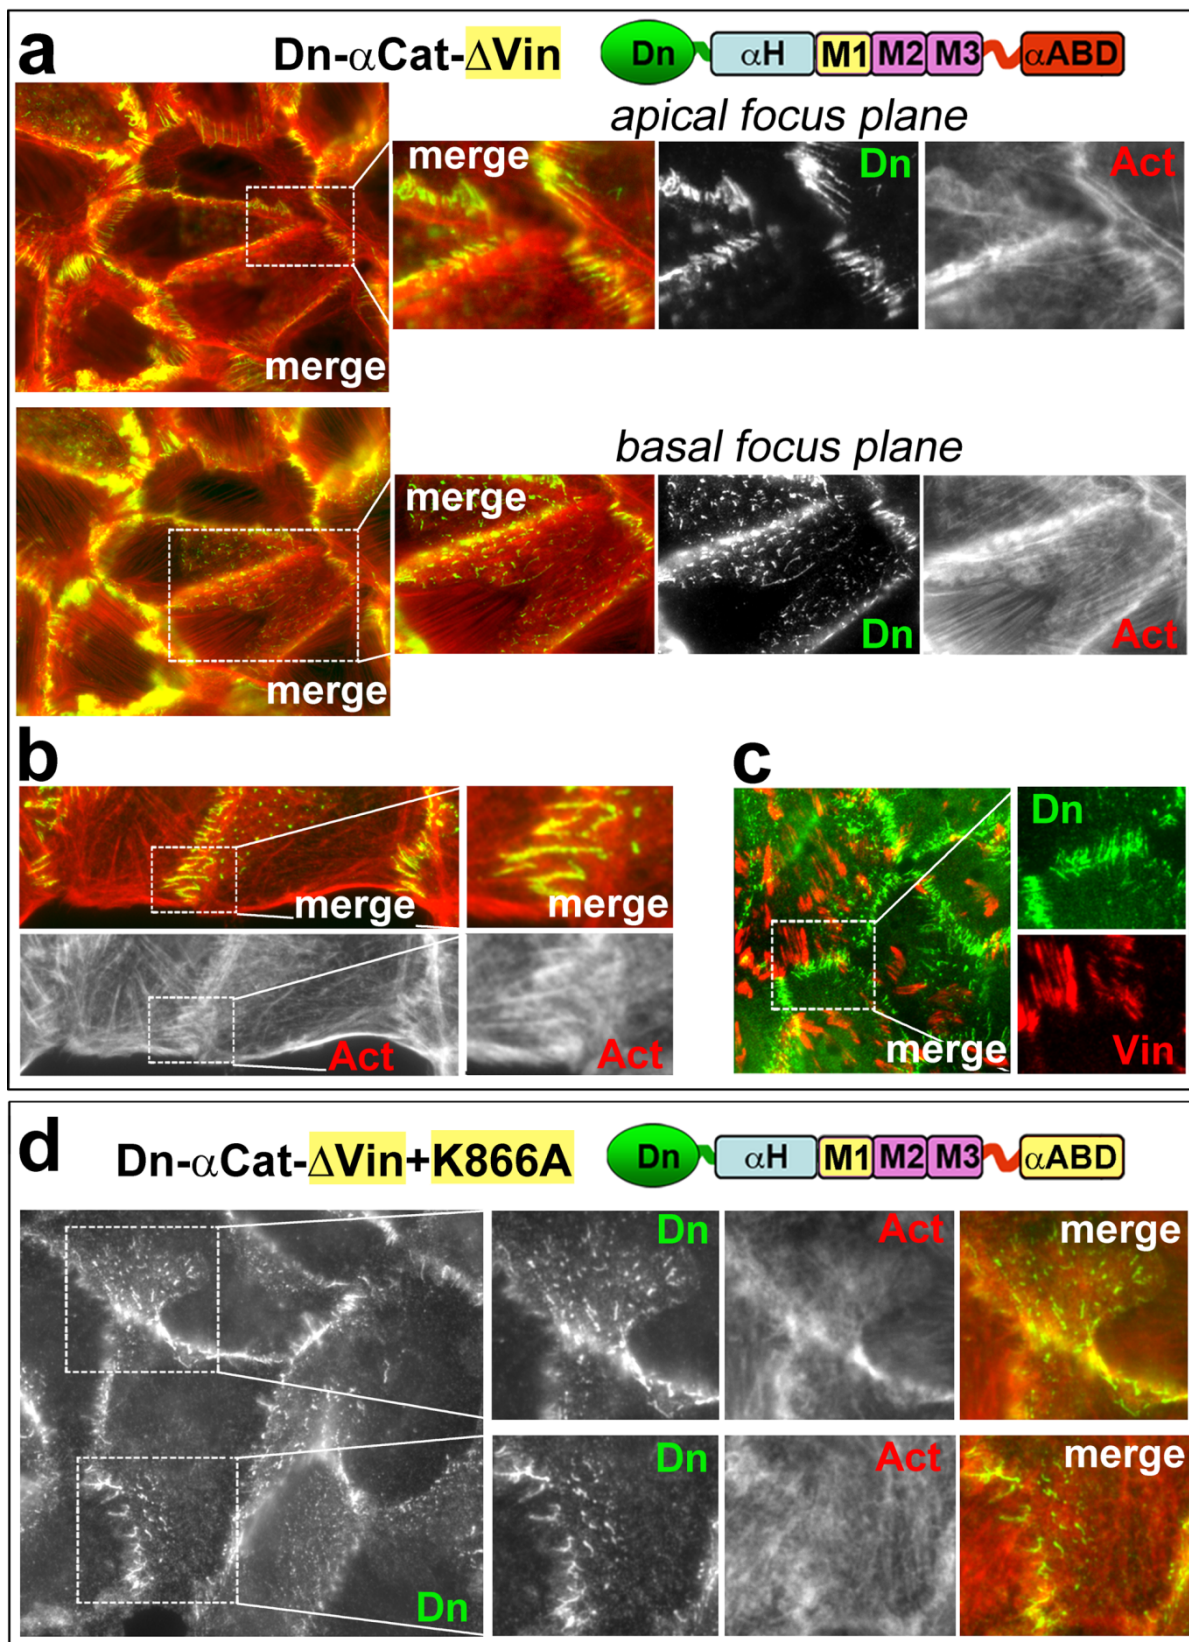 a
Dn-αCat-ΔVin
Dn αH M1 M2 M3 αABD
apical focus plane
merge
merge
Dn
Act
basal focus plane
merge
merge
Dn
Act
b
merge
merge
Act
Act
c
merge
Dn
Vin
d
Dn-αCat-ΔVin+K866A
Dn αH M1 M2 M3 αABD
Dn
Dn
Act
merge
Dn
Act
merge